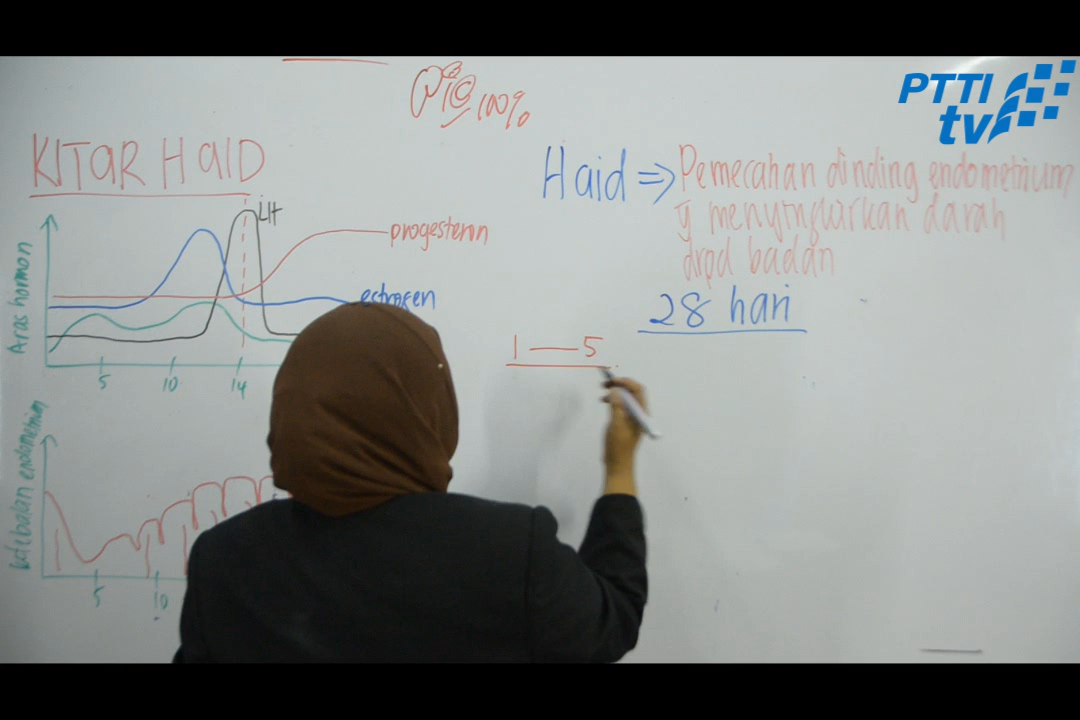 PTTI
tv
100%
KITAR HAID
Haid => Pemecahan dinding endometrium
yg menyingkirkan darah
drpd badan
28 hari
1 — 5
Aras hormon
LH
progesteron
estrogen
5 10 14
Ketebalan endometrium
5 10